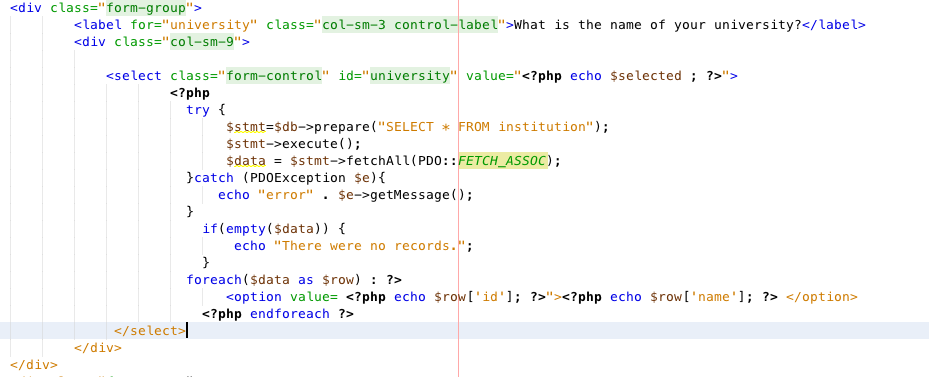 <div class="form-group">
<label for="university" class="col-sm-3 control-label">What is the name of your university?</label>
<div class="col-sm-9">
<select class="form-control" id="university" value="<?php echo $selected ; ?>">
<?php
try {
$stmt=$db->prepare("SELECT * FROM institution");
$stmt->execute();
$data = $stmt->fetchAll(PDO::FETCH_ASSOC);
}catch (PDOException $e){
echo "error" . $e->getMessage();
}
if(empty($data)) {
echo "There were no records.";
}
foreach($data as $row) : ?>
<option value= <?php echo $row['id']; ?>"><?php echo $row['name']; ?> </option>
<?php endforeach ?>
</select>
</div>
</div>